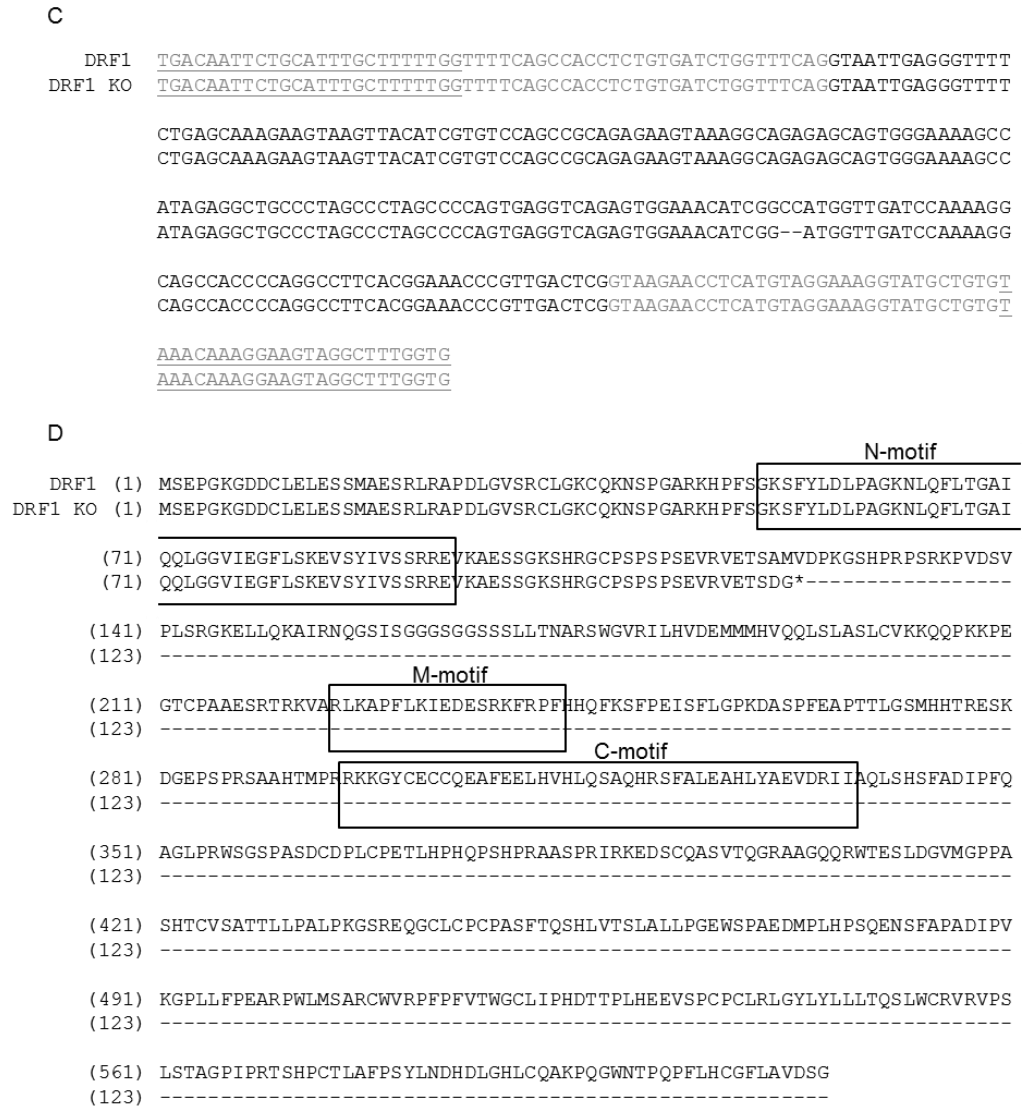 C
DRF1 TGACAATTCTGCATTTGCTTTTTGGTTTTCAGCCACCTCTGTGATCTGGTTTCAGGTAATTGAGGGTTTT
DRF1 KO TGACAATTCTGCATTTGCTTTTTGGTTTTCAGCCACCTCTGTGATCTGGTTTCAGGTAATTGAGGGTTTT
CTGAGCAAAGAAGTAAGTTACATCGTGTCCAGCCGCAGAGAAGTAAAGGCAGAGAGCAGTGGGAAAAGCC
CTGAGCAAAGAAGTAAGTTACATCGTGTCCAGCCGCAGAGAAGTAAAGGCAGAGAGCAGTGGGAAAAGCC
ATAGAGGCTGCCCTAGCCCTAGCCCCAGTGAGGTCAGAGTGGAAACATCGGCCATGGTTGATCCAAAAGG
ATAGAGGCTGCCCTAGCCCTAGCCCCAGTGAGGTCAGAGTGGAAACATCGG--ATGGTTGATCCAAAAGG
CAGCCACCCCAGGCCTTCACGGAAACCCGTTGACTCGGTAAGAACCTCATGTAGGAAAGGTATGCTGTGT
CAGCCACCCCAGGCCTTCACGGAAACCCGTTGACTCGGTAAGAACCTCATGTAGGAAAGGTATGCTGTGT
AAACAAAGGAAGTAGGCTTTGGTG
AAACAAAGGAAGTAGGCTTTGGTG
D
N-motif
DRF1 (1) MSEPGKGDDCLELESSMAESRLRAPDLGVSRCLGKCQKNSPGARKHPFSGKSFYLDLPAGKNLQFLTGAI
DRF1 KO (1) MSEPGKGDDCLELESSMAESRLRAPDLGVSRCLGKCQKNSPGARKHPFSGKSFYLDLPAGKNLQFLTGAI
(71) QQLGGVIEGFLSKEVSYIVSSRREVKAESSGKSHRGCPSPSPSEVRVETSAMVDPKGSHPRPSRKPVDSV
(71) QQLGGVIEGFLSKEVSYIVSSRREVKAESSGKSHRGCPSPSPSEVRVETSDG*-----------------
(141) PLSRGKELLQKAIRNQGSISGGGSGGSSSLLTNARSWGVRILHVDEMMMHVQQLSLASLCVKKQQPKKPE
(123) ----------------------------------------------------------------------
M-motif
(211) GTCPAAESRTRKVARLKAPFLKIEDESRKFRPFHHQFKSFPEISFLGPKDASPFEAPTTLGSMHHTRESK
(123) ----------------------------------------------------------------------
C-motif
(281) DGEPSPRSAAHTMPRRKKGYCECCQEAFEELHVHLQSAQHRSFALEAHLYAEVDRIIAQLSHSFADIPFQ
(123) ----------------------------------------------------------------------
(351) AGLPRWSGSPASDCDPLCPETLHPHQPSHPRAASPRIRKEDSCQASVTQGRAAGQQRWTESLDGVMGPPA
(123) ----------------------------------------------------------------------
(421) SHTCVSATTLLPALPKGSREQGCLCPCPASFTQSHLVTSLALLPGEWSPAEDMPLHPSQENSFAPADIPV
(123) ----------------------------------------------------------------------
(491) KGPLLFPEARPWLMSARCWVRPFPFVTWGCLIPHDTTPLHEEVSPCPCLRLGYLYLLLTQSLWCRVRVPS
(123) ----------------------------------------------------------------------
(561) LSTAGPIPRTSHPCTLAFPSYLNDHDLGHLCQAKPQGWNTPQPFLHCGFLAVDSG
(123) -------------------------------------------------------